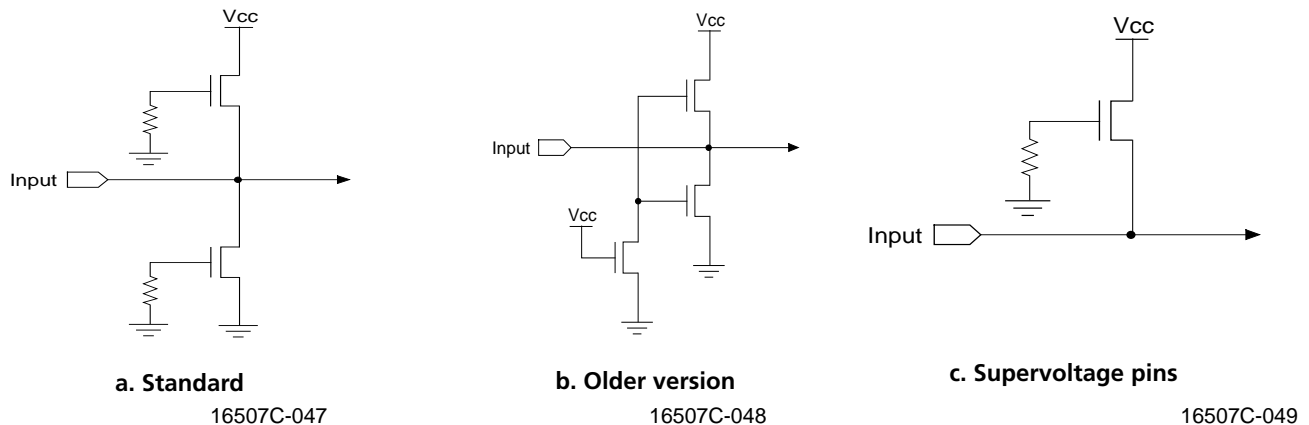 Vcc
Input
a. Standard
16507C-047
Vcc
Input
Vcc
b. Older version
16507C-048
Vcc
Input
c. Supervoltage pins
16507C-049